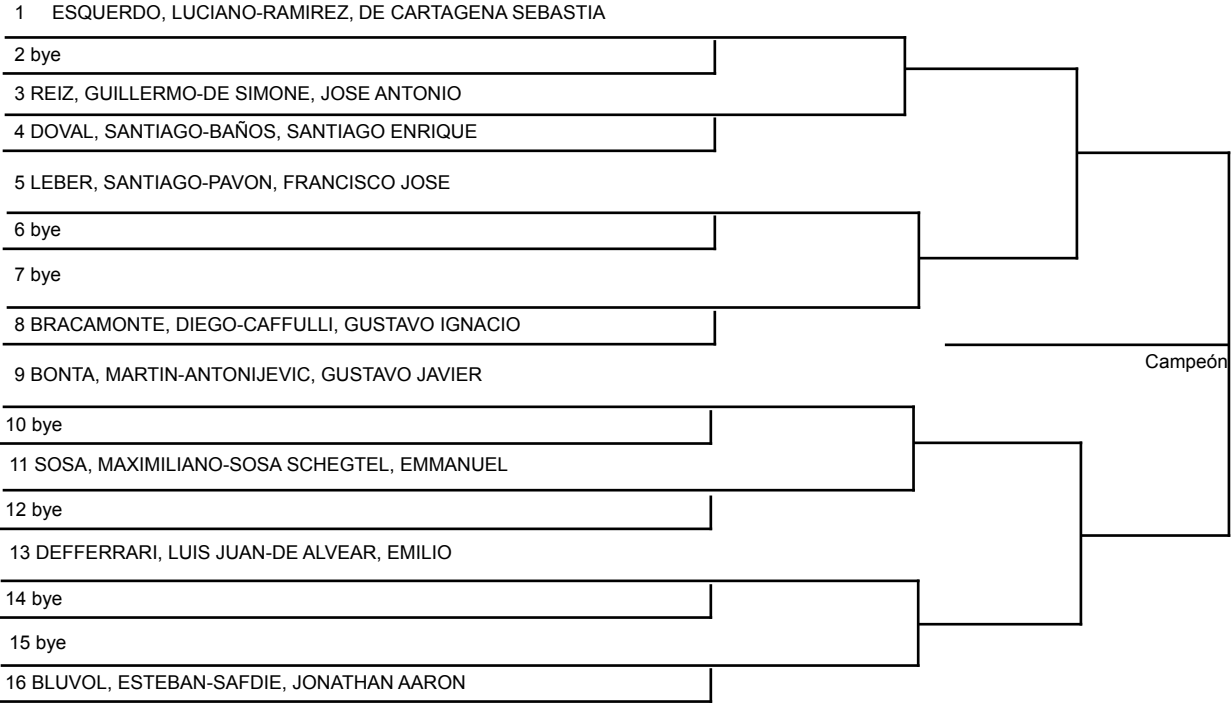 1 ESQUERDO, LUCIANO-RAMIREZ, DE CARTAGENA SEBASTIA
2 bye
3 REIZ, GUILLERMO-DE SIMONE, JOSE ANTONIO
4 DOVAL, SANTIAGO-BAÑOS, SANTIAGO ENRIQUE
5 LEBER, SANTIAGO-PAVON, FRANCISCO JOSE
6 bye
7 bye
8 BRACAMONTE, DIEGO-CAFFULLI, GUSTAVO IGNACIO
Campeón
9 BONTA, MARTIN-ANTONIJEVIC, GUSTAVO JAVIER
10 bye
11 SOSA, MAXIMILIANO-SOSA SCHEGTEL, EMMANUEL
12 bye
13 DEFFERRARI, LUIS JUAN-DE ALVEAR, EMILIO
14 bye
15 bye
16 BLUVOL, ESTEBAN-SAFDIE, JONATHAN AARON